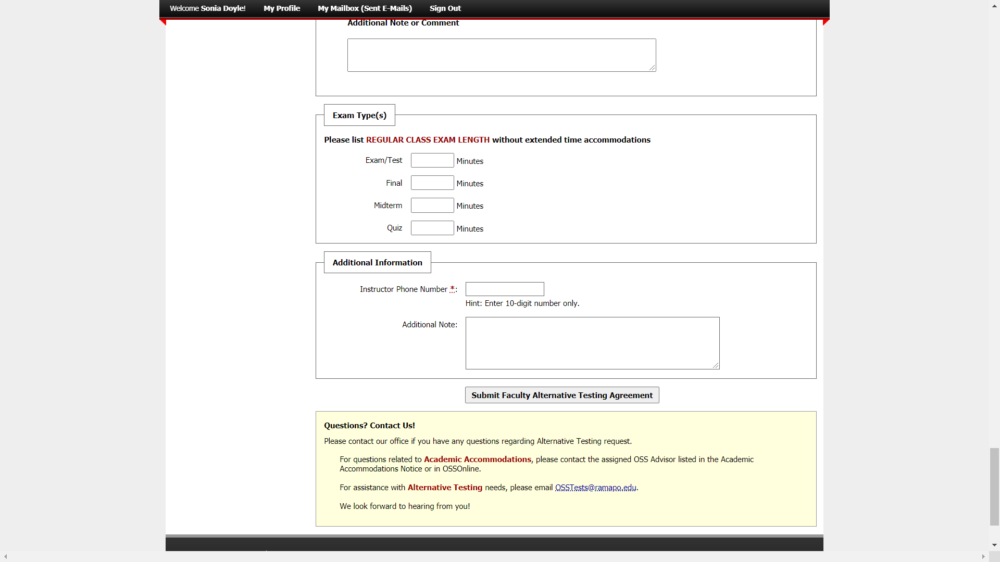 Welcome Sonia Doyle! My Profile My Mailbox (Sent E-Mails) Sign Out
Additional Note or Comment
Exam Type(s)
Please list REGULAR CLASS EXAM LENGTH without extended time accommodations
Exam/Test Minutes
Final Minutes
Midterm Minutes
Quiz Minutes
Additional Information
Instructor Phone Number *:
Hint: Enter 10-digit number only.
Additional Note:
Submit Faculty Alternative Testing Agreement
Questions? Contact Us!
Please contact our office if you have any questions regarding Alternative Testing request.
For questions related to Academic Accommodations, please contact the assigned OSS Advisor listed in the Academic
Accommodations Notice or in OSSOnline.
For assistance with Alternative Testing needs, please email OSSTests@ramapo.edu.
We look forward to hearing from you!